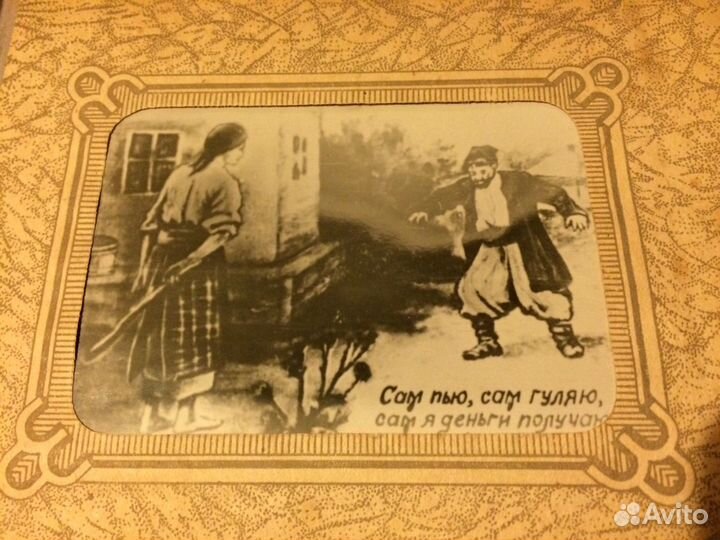 Сам пью, сам гуляю,
сам я деньги получаю
Avito